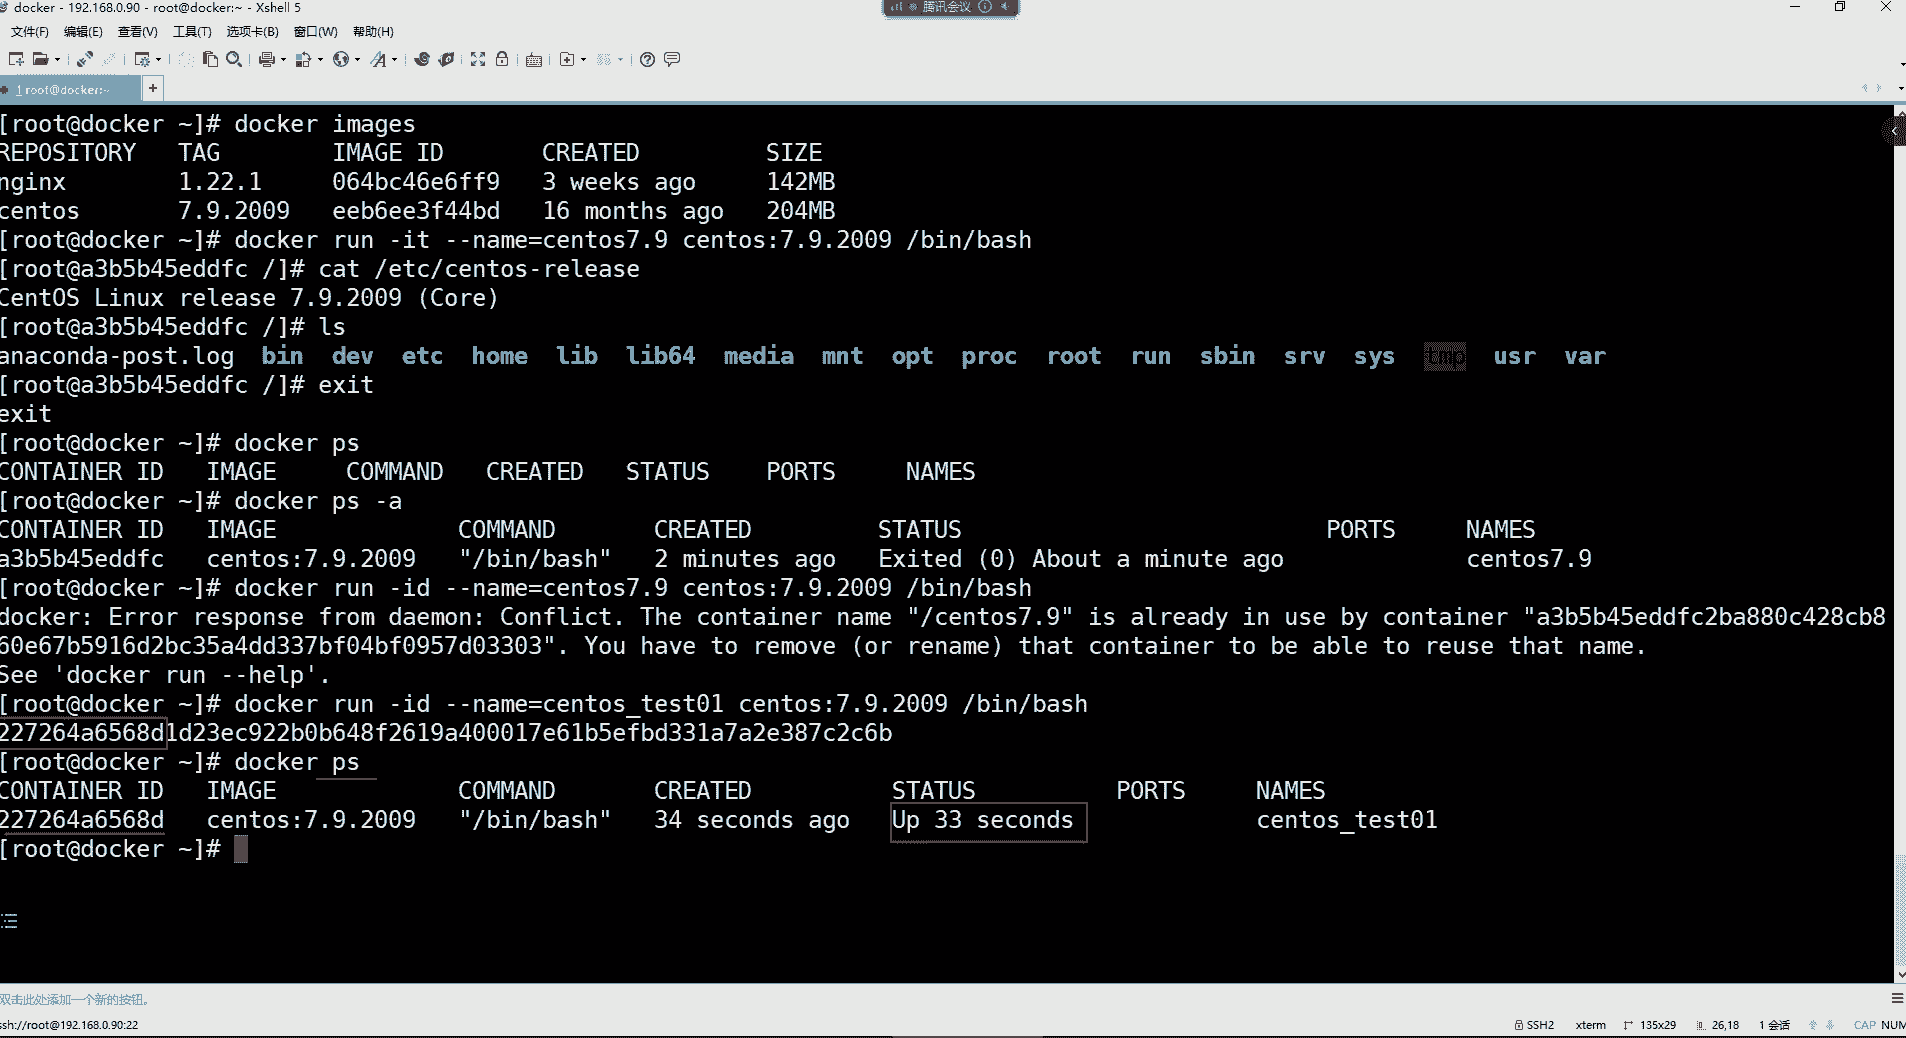 docker - 192.168.0.90 - root@docker:~ - Xshell 5
腾讯会议
文件(F) 编辑(E) 查看(V) 工具(T) 选项卡(B) 窗口(W) 帮助(H)
1 root@docker:~
[root@docker ~]# docker images
REPOSITORY TAG IMAGE ID CREATED SIZE
nginx 1.22.1 064bc46e6ff9 3 weeks ago 142MB
centos 7.9.2009 eeb6ee3f44bd 16 months ago 204MB
[root@docker ~]# docker run -it --name=centos7.9 centos:7.9.2009 /bin/bash
[root@a3b5b45eddfc /]# cat /etc/centos-release
CentOS Linux release 7.9.2009 (Core)
[root@a3b5b45eddfc /]# ls
anaconda-post.log bin dev etc home lib lib64 media mnt opt proc root run sbin srv sys tmp usr var
[root@a3b5b45eddfc /]# exit
exit
[root@docker ~]# docker ps
CONTAINER ID IMAGE COMMAND CREATED STATUS PORTS NAMES
[root@docker ~]# docker ps -a
CONTAINER ID IMAGE COMMAND CREATED STATUS PORTS NAMES
a3b5b45eddfc centos:7.9.2009 "/bin/bash" 2 minutes ago Exited (0) About a minute ago centos7.9
[root@docker ~]# docker run -id --name=centos7.9 centos:7.9.2009 /bin/bash
docker: Error response from daemon: Conflict. The container name "/centos7.9" is already in use by container "a3b5b45eddfc2ba880c428cb8
60e67b5916d2bc35a4dd337bf04bf0957d03303". You have to remove (or rename) that container to be able to reuse that name.
See 'docker run --help'.
[root@docker ~]# docker run -id --name=centos_test01 centos:7.9.2009 /bin/bash
227264a6568d1d23ec922b0b648f2619a400017e61b5efbd331a7a2e387c2c6b
[root@docker ~]# docker ps
CONTAINER ID IMAGE COMMAND CREATED STATUS PORTS NAMES
227264a6568d centos:7.9.2009 "/bin/bash" 34 seconds ago Up 33 seconds centos_test01
[root@docker ~]#
双击此处添加一个新的按钮。
ssh://root@192.168.0.90:22 SSH2 xterm 135x29 26,18 1 会话 CAP NUM